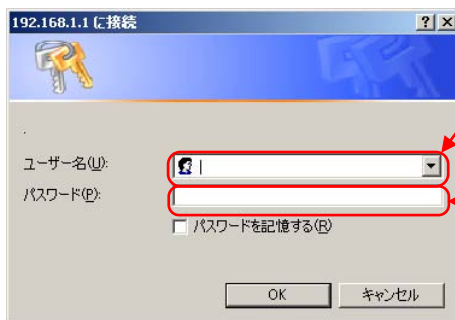 192.168.1.1 に接続
.
ユーザー名(U):
パスワード(P):
パスワードを記憶する(R)
OK
キャンセル